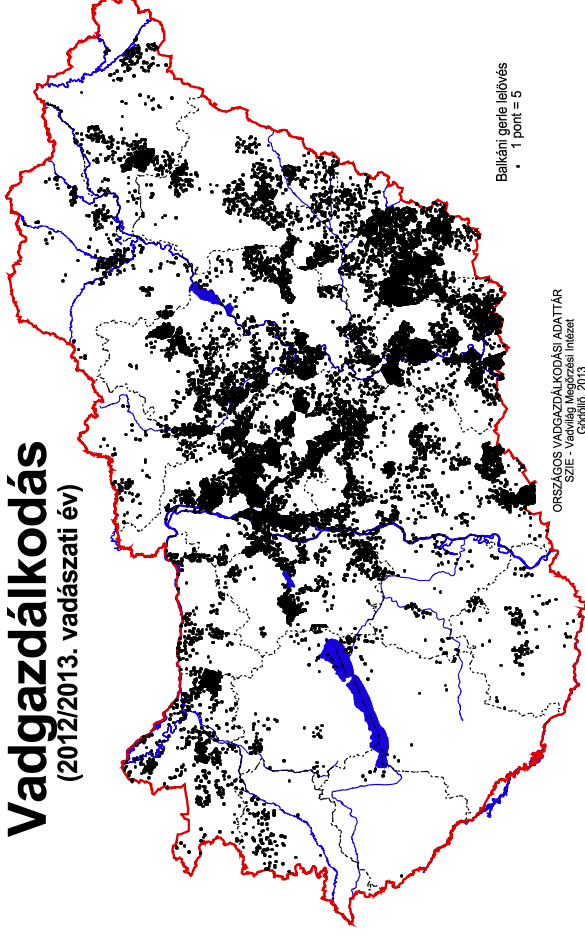 Vadgazdálkodás
(2012/2013. vadászati év)
Balkáni gerle lelövés
• 1 pont = 5
ORSZÁGOS VADGAZDÁLKODÁSI ADATTÁR
SZIE - Vadvilág Megőrzési Intézet
Gödöllő, 2013